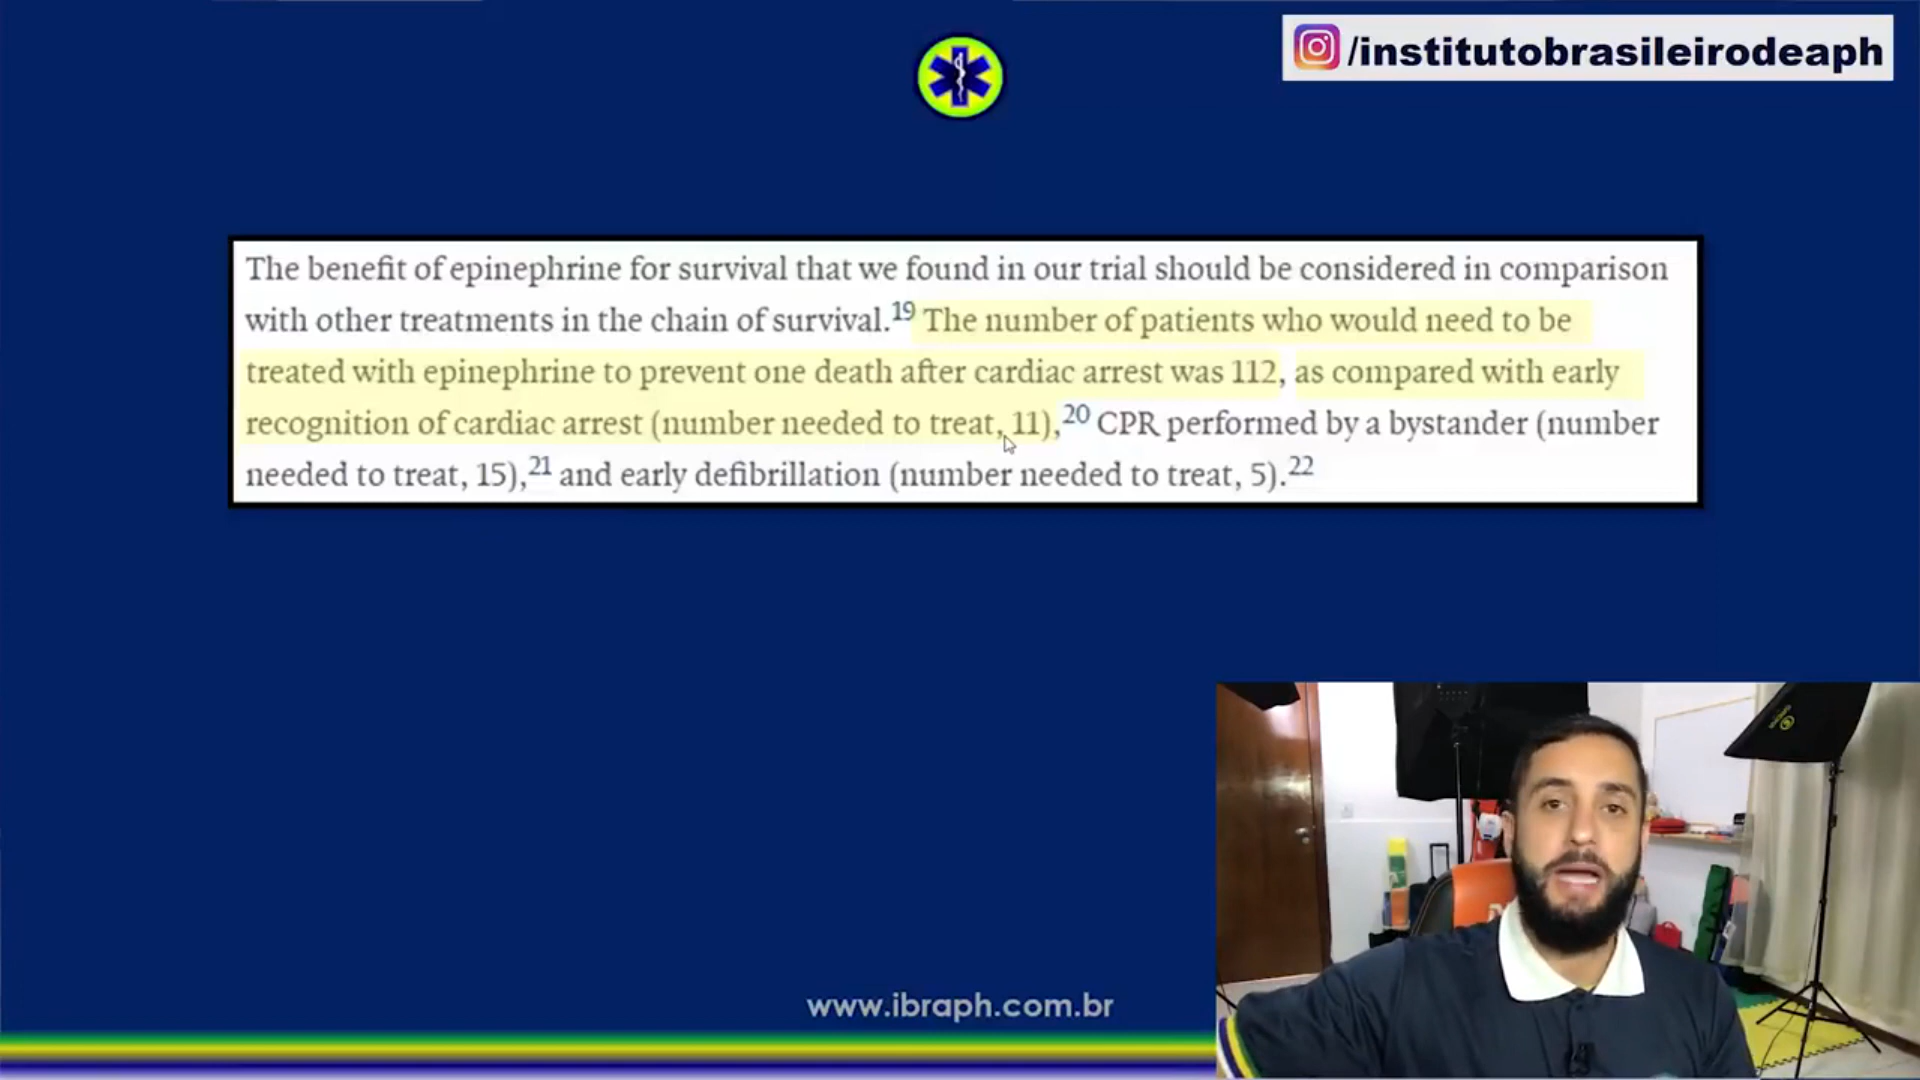 /institutobrasileirodeaph
The benefit of epinephrine for survival that we found in our trial should be considered in comparison
with other treatments in the chain of survival.19 The number of patients who would need to be
treated with epinephrine to prevent one death after cardiac arrest was 112, as compared with early
recognition of cardiac arrest (number needed to treat, 11),20 CPR performed by a bystander (number
needed to treat, 15),21 and early defibrillation (number needed to treat, 5).22
www.ibraph.com.br